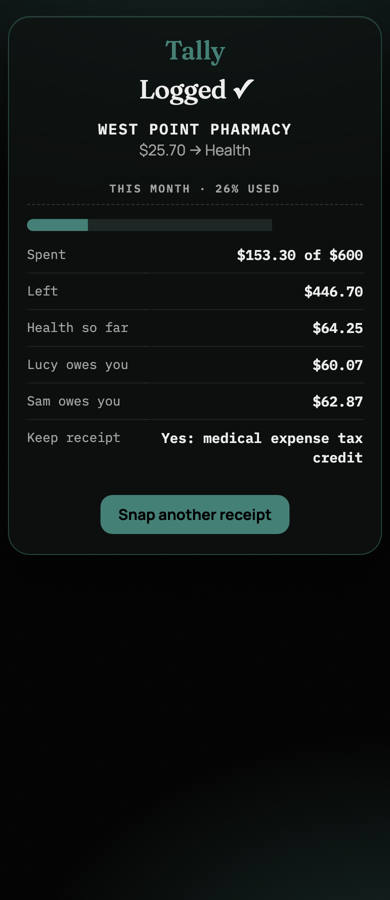 Tally
Logged ✓
WEST POINT PHARMACY
$25.70 → Health
THIS MONTH · 26% USED
Spent $153.30 of $600
Left $446.70
Health so far $64.25
Lucy owes you $60.07
Sam owes you $62.87
Keep receipt Yes: medical expense tax
credit
Snap another receipt